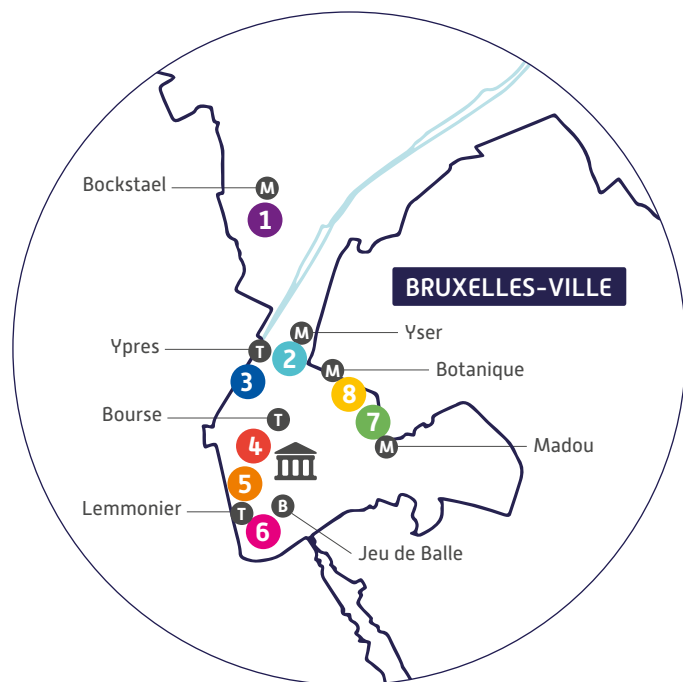 Bockstael
M
1
BRUXELLES-VILLE
M
Yser
Ypres
T
2
M
Botanique
3
8
Bourse
T
7
4
M
Madou
5
Lemmonier
T
B
6
Jeu de Balle